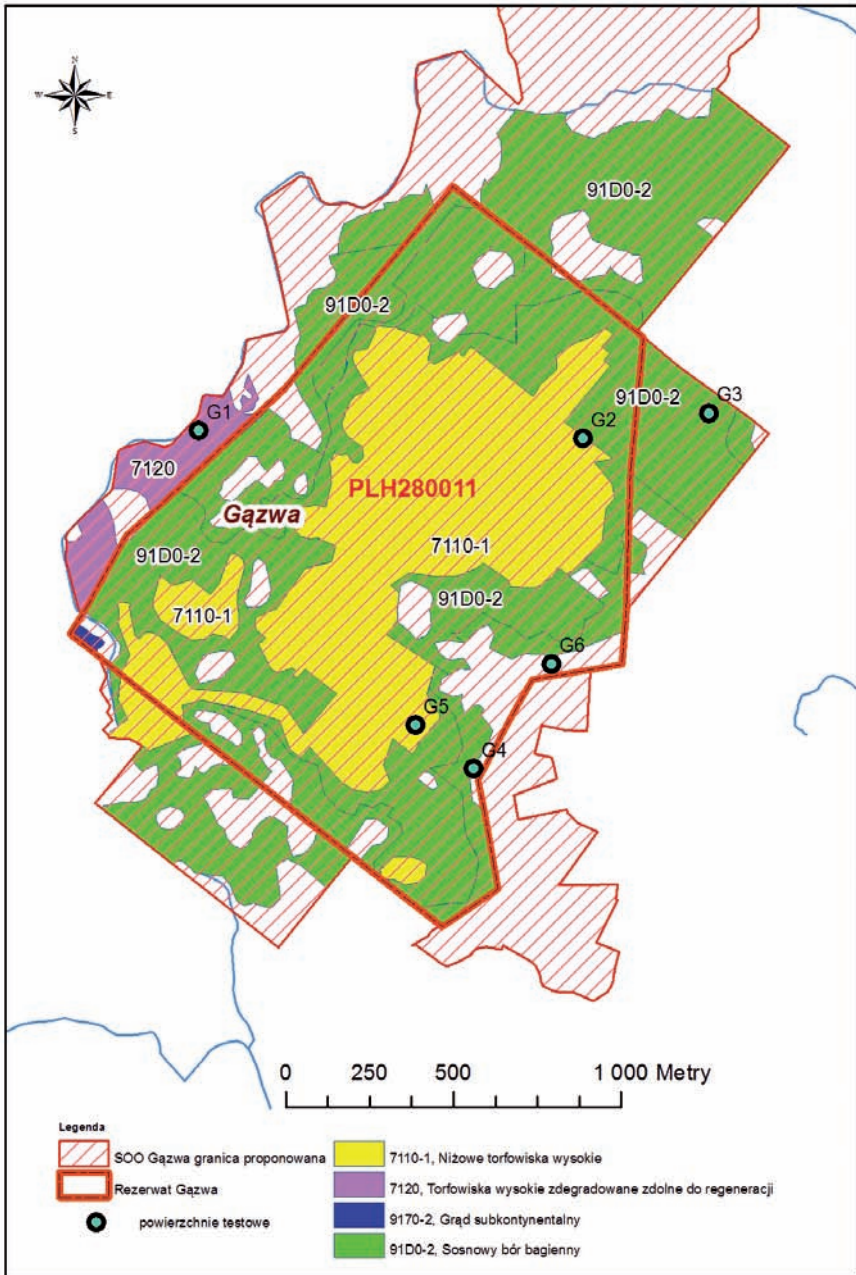 N
W E
S
91D0-2
91D0-2
91D0-2
G3
G1
G2
7120
PLH280011
Gązwa
7110-1
91D0-2
91D0-2
7110-1
G6
G5
G4
0 250 500 1 000 Metry
Legenda
SOO Gązwa granica proponowana
Rezerwat Gązwa
powierzchnie testowe
7110-1, Niżowe torfowiska wysokie
7120, Torfowiska wysokie zdegradowane zdolne do regeneracji
9170-2, Grąd subkontynentalny
91D0-2, Sosnowy bór bagienny